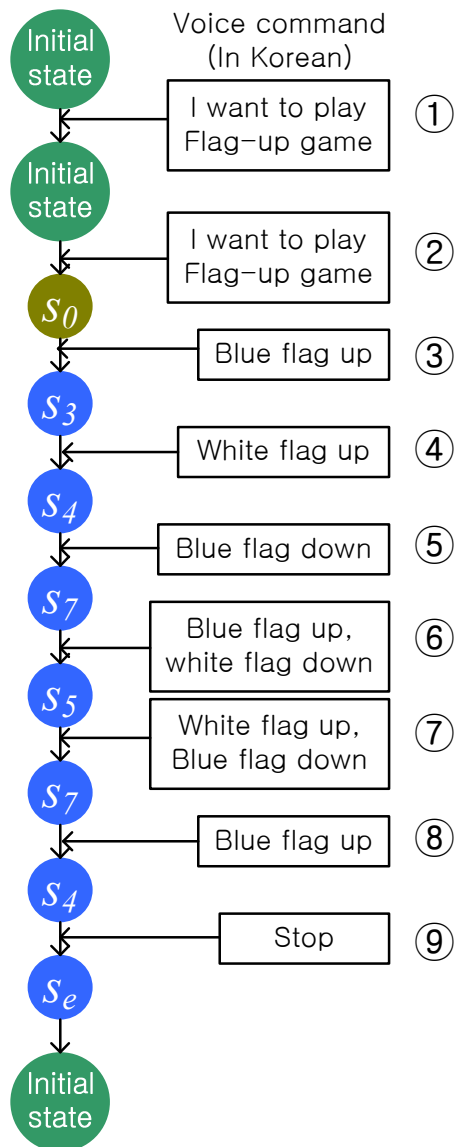 Voice command
(In Korean)
Initial
state
I want to play
Flag-up game
①
Initial
state
I want to play
Flag-up game
②
s0
Blue flag up
③
s3
White flag up
④
s4
Blue flag down
⑤
s7
Blue flag up,
white flag down
⑥
s5
White flag up,
Blue flag down
⑦
s7
Blue flag up
⑧
s4
Stop
⑨
se
Initial
state